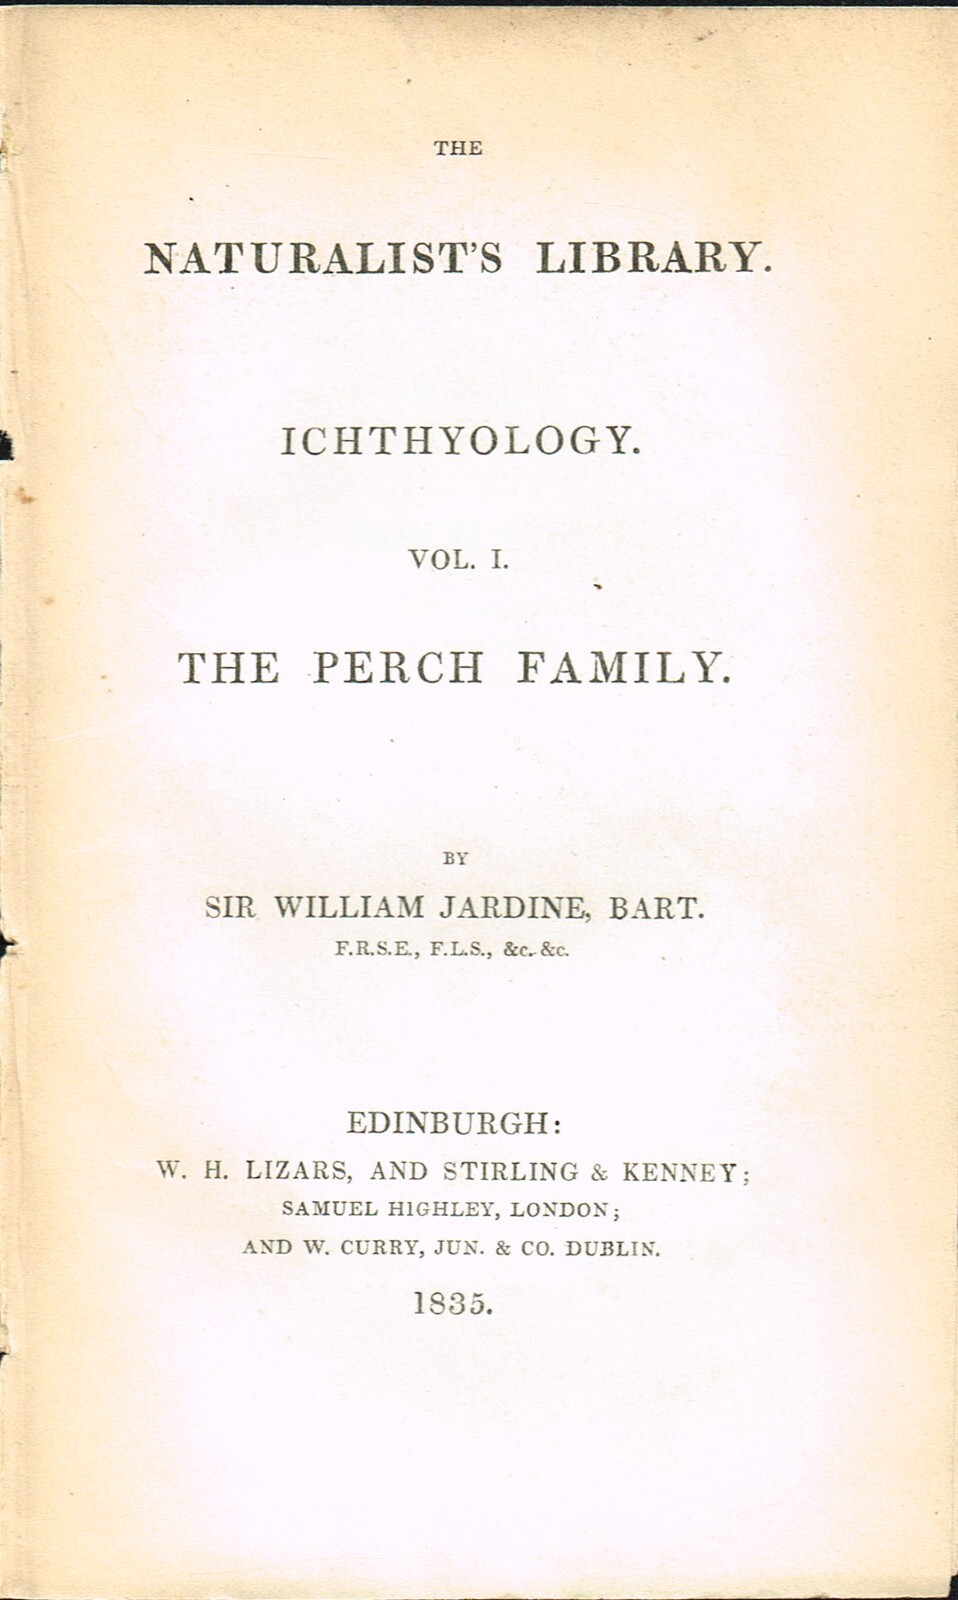 THE
NATURALIST'S LIBRARY.
ICHTHYOLOGY.
VOL. I.
THE PERCH FAMILY.
BY
SIR WILLIAM JARDINE, BART.
F.R.S.E., F.L.S., &c. &c.
EDINBURGH:
W. H. LIZARS, AND STIRLING & KENNEY;
SAMUEL HIGHLEY, LONDON;
AND W. CURRY, JUN. & CO. DUBLIN.
1835.